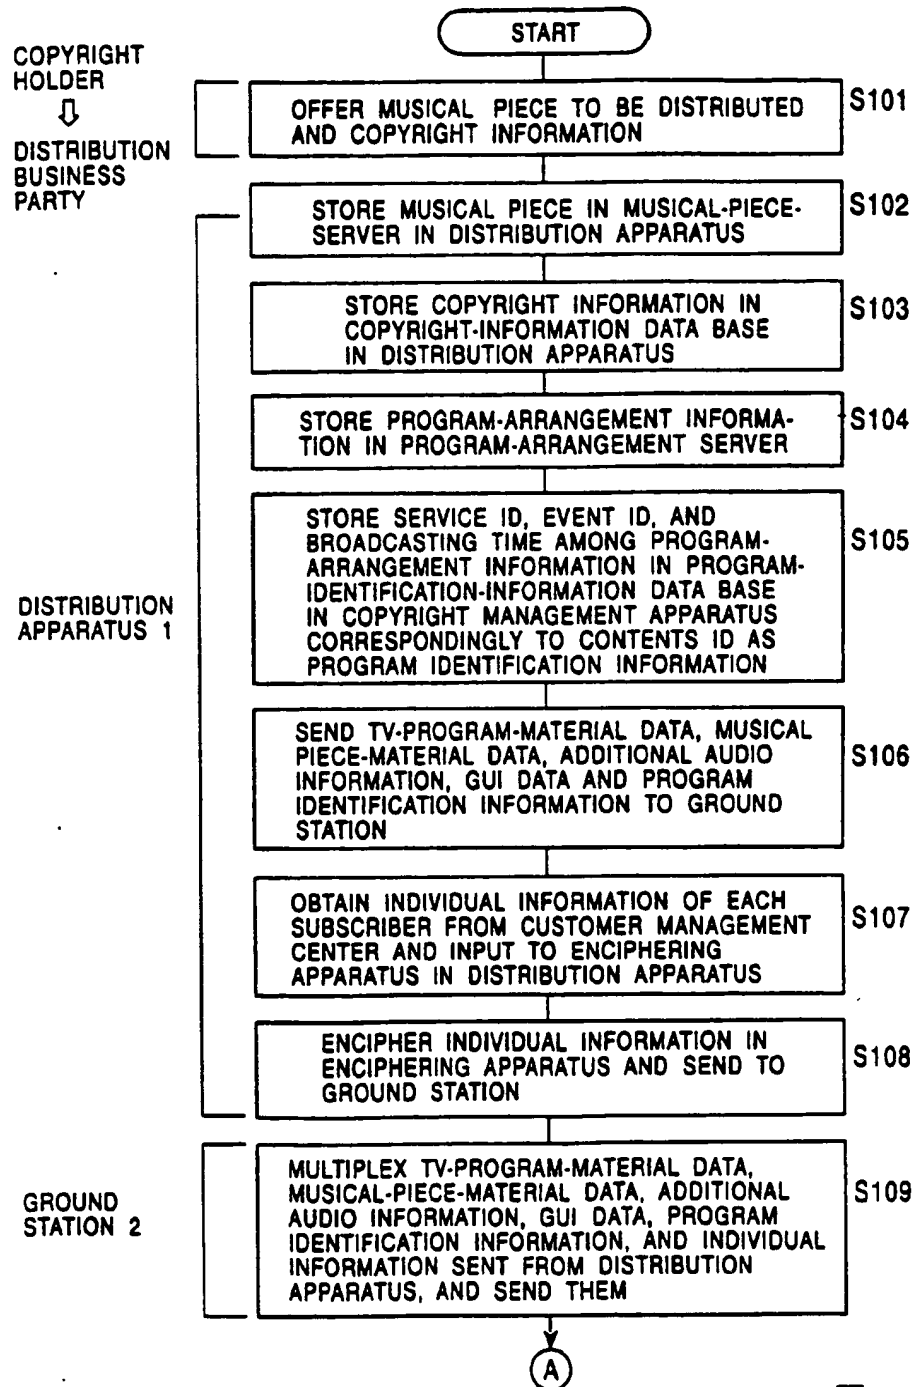 START
COPYRIGHT
HOLDER
DISTRIBUTION
BUSINESS
PARTY
OFFER MUSICAL PIECE TO BE DISTRIBUTED
AND COPYRIGHT INFORMATION
S101
STORE MUSICAL PIECE IN MUSICAL-PIECE-
SERVER IN DISTRIBUTION APPARATUS
S102
STORE COPYRIGHT INFORMATION IN
COPYRIGHT-INFORMATION DATA BASE
IN DISTRIBUTION APPARATUS
S103
STORE PROGRAM-ARRANGEMENT INFORMA-
TION IN PROGRAM-ARRANGEMENT SERVER
S104
DISTRIBUTION
APPARATUS 1
STORE SERVICE ID, EVENT ID, AND
BROADCASTING TIME AMONG PROGRAM-
ARRANGEMENT INFORMATION IN PROGRAM-
IDENTIFICATION-INFORMATION DATA BASE
IN COPYRIGHT MANAGEMENT APPARATUS
CORRESPONDINGLY TO CONTENTS ID AS
PROGRAM IDENTIFICATION INFORMATION
S105
SEND TV-PROGRAM-MATERIAL DATA, MUSICAL
PIECE-MATERIAL DATA, ADDITIONAL AUDIO
INFORMATION, GUI DATA AND PROGRAM
IDENTIFICATION INFORMATION TO GROUND
STATION
S106
OBTAIN INDIVIDUAL INFORMATION OF EACH
SUBSCRIBER FROM CUSTOMER MANAGEMENT
CENTER AND INPUT TO ENCIPHERING
APPARATUS IN DISTRIBUTION APPARATUS
S107
ENCIPHER INDIVIDUAL INFORMATION IN
ENCIPHERING APPARATUS AND SEND TO
GROUND STATION
S108
GROUND
STATION 2
MULTIPLEX TV-PROGRAM-MATERIAL DATA,
MUSICAL-PIECE-MATERIAL DATA, ADDITIONAL
AUDIO INFORMATION, GUI DATA, PROGRAM
IDENTIFICATION INFORMATION, AND INDIVIDUAL
INFORMATION SENT FROM DISTRIBUTION
APPARATUS, AND SEND THEM
S109
A